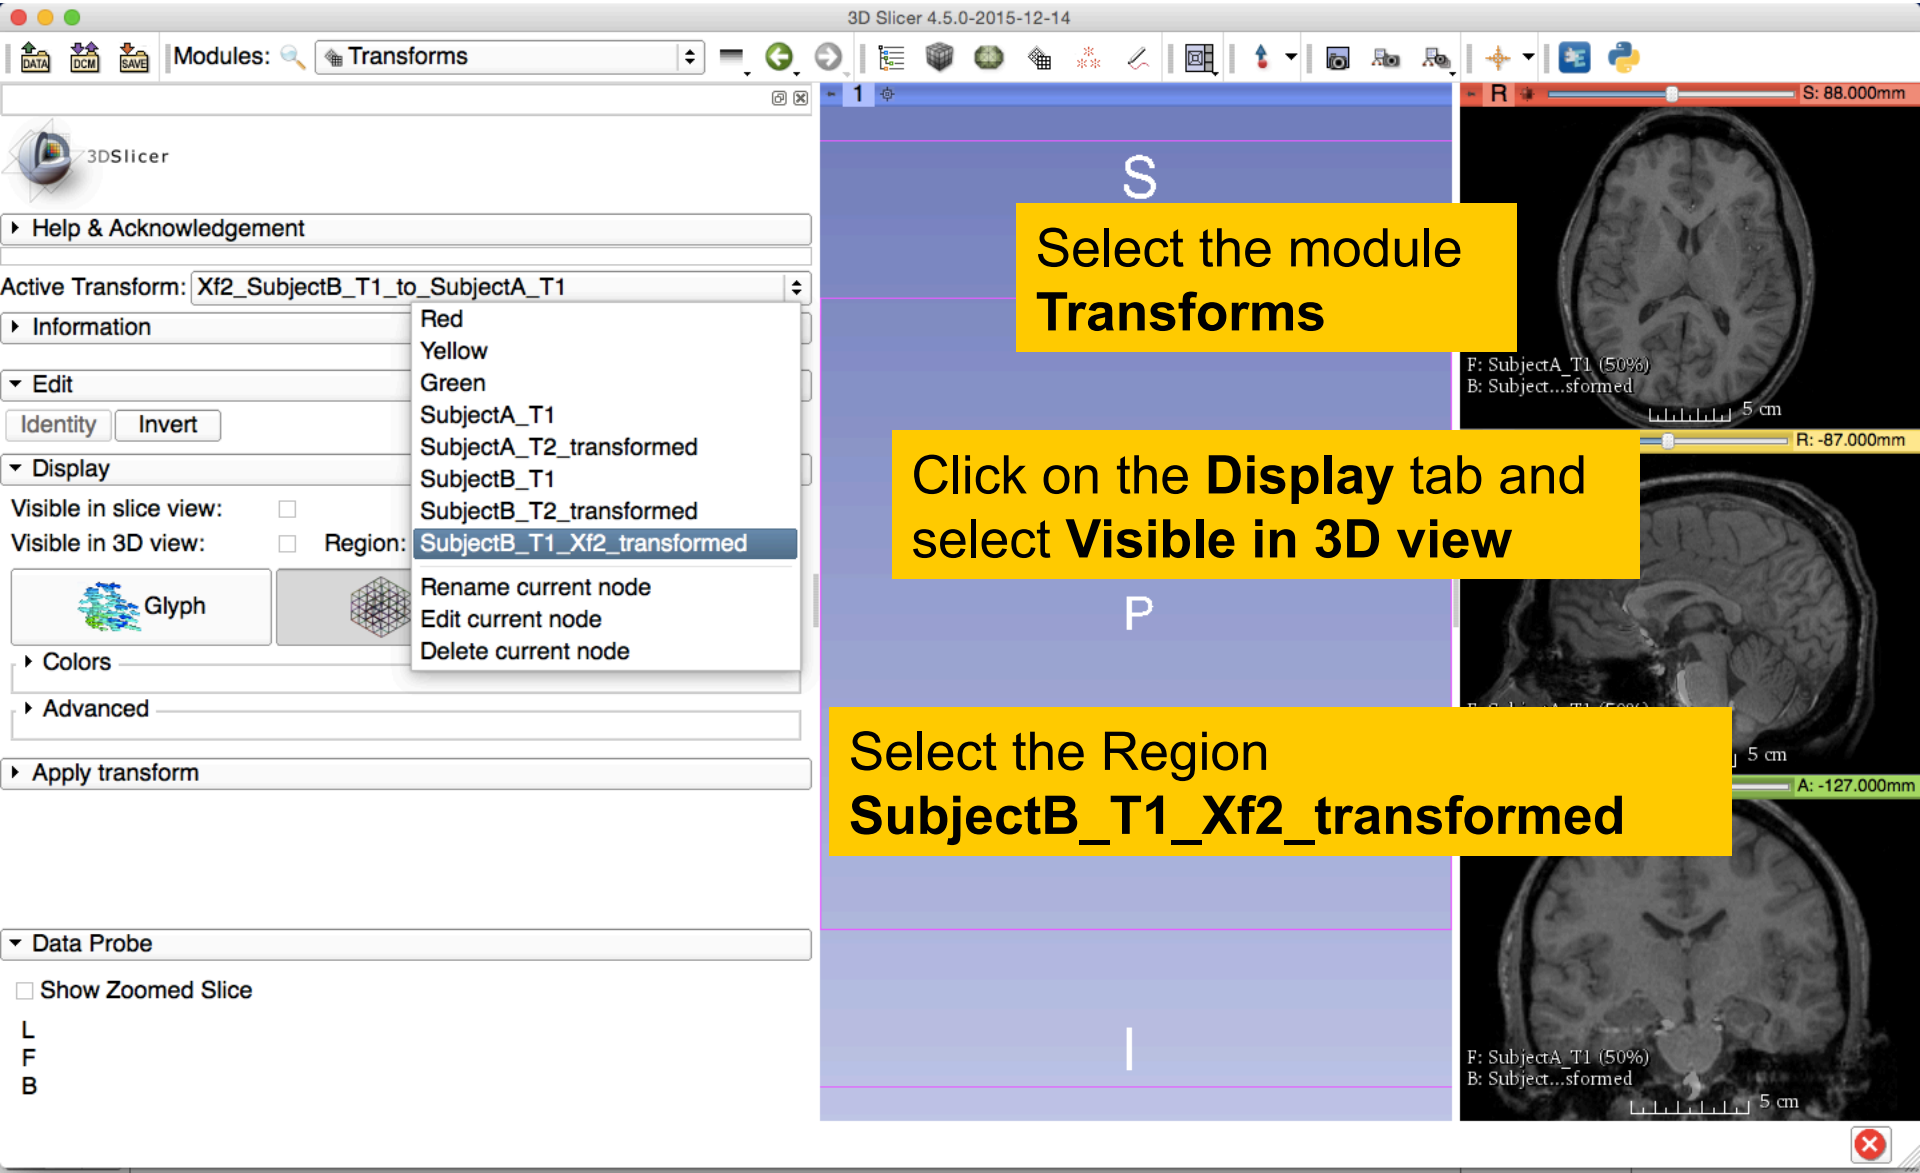 3D Slicer 4.5.0-2015-12-14
DATA DCM SAVE Modules: Transforms
1
R S: 88.000mm
3DSlicer
S
Help & Acknowledgement
Select the module
Transforms
Active Transform: Xf2_SubjectB_T1_to_SubjectA_T1
Information
Edit
Identity Invert
Display
Visible in slice view:
Visible in 3D view: Region:
Red
Yellow
Green
SubjectA_T1
SubjectA_T2_transformed
SubjectB_T1
SubjectB_T2_transformed
SubjectB_T1_Xf2_transformed
Rename current node
Edit current node
Delete current node
Glyph
Colors
Advanced
Apply transform
F: SubjectA_T1 (50%)
B: Subject...sformed
5 cm
R: -87.000mm
Click on the Display tab and
select Visible in 3D view
P
Select the Region
SubjectB_T1_Xf2_transformed
5 cm
A: -127.000mm
Data Probe
Show Zoomed Slice
L
F
B
I
F: SubjectA_T1 (50%)
B: Subject...sformed
5 cm